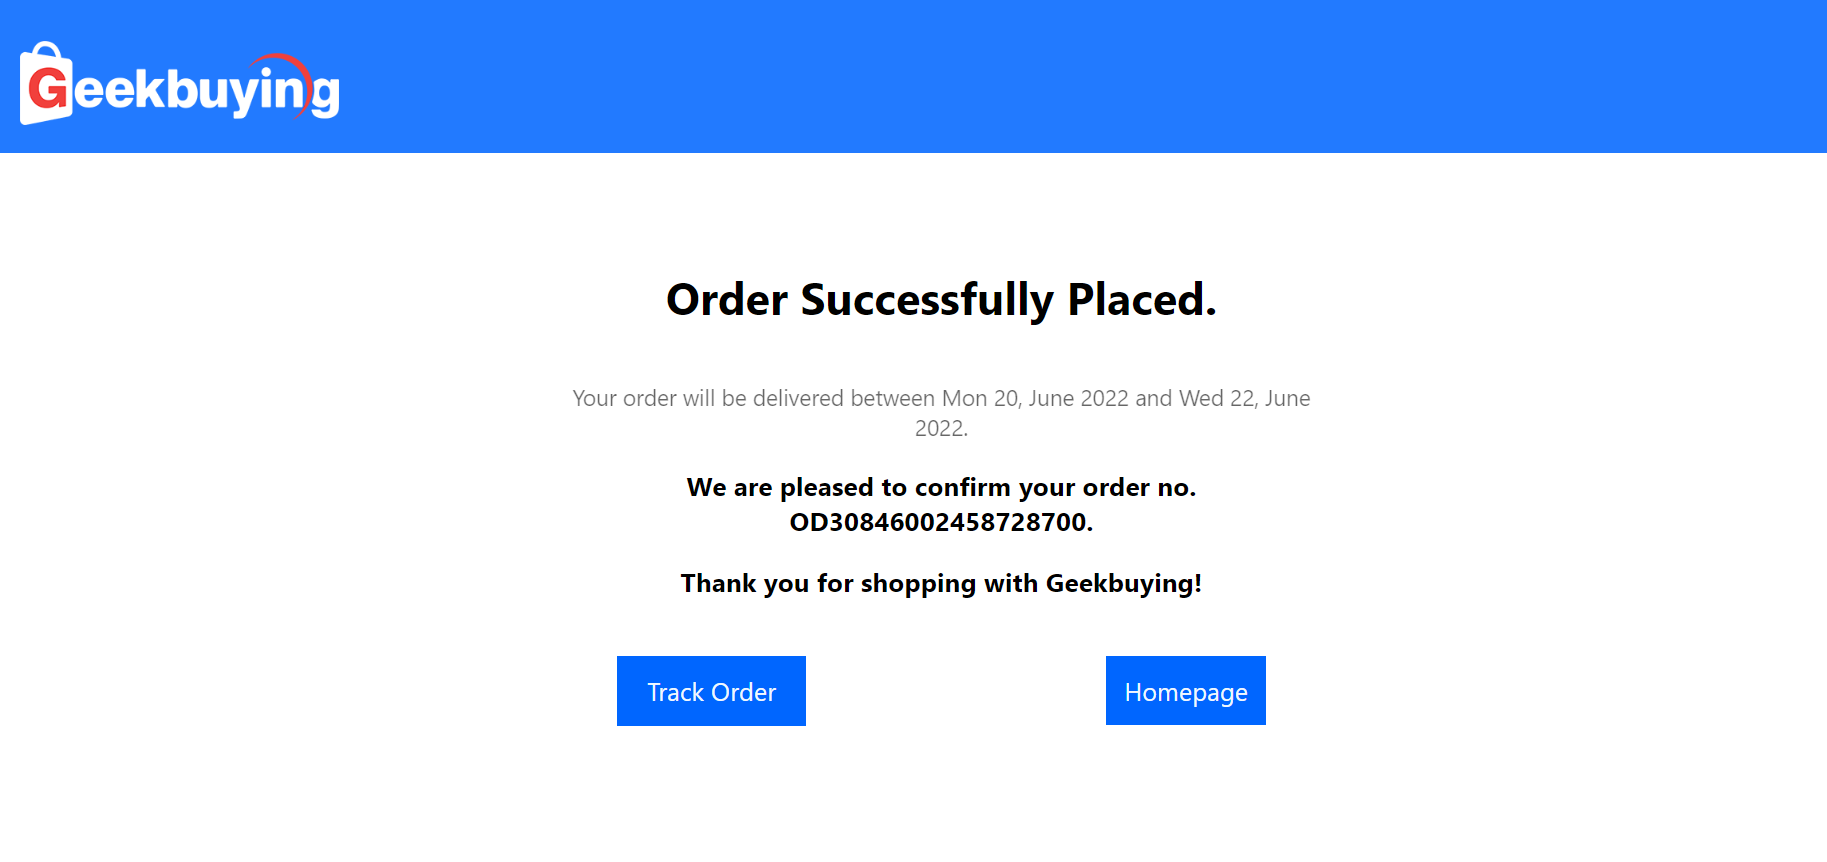 Geekbuying
Order Successfully Placed.
Your order will be delivered between Mon 20, June 2022 and Wed 22, June
2022.
We are pleased to confirm your order no.
OD30846002458728700.
Thank you for shopping with Geekbuying!
Track Order
Homepage